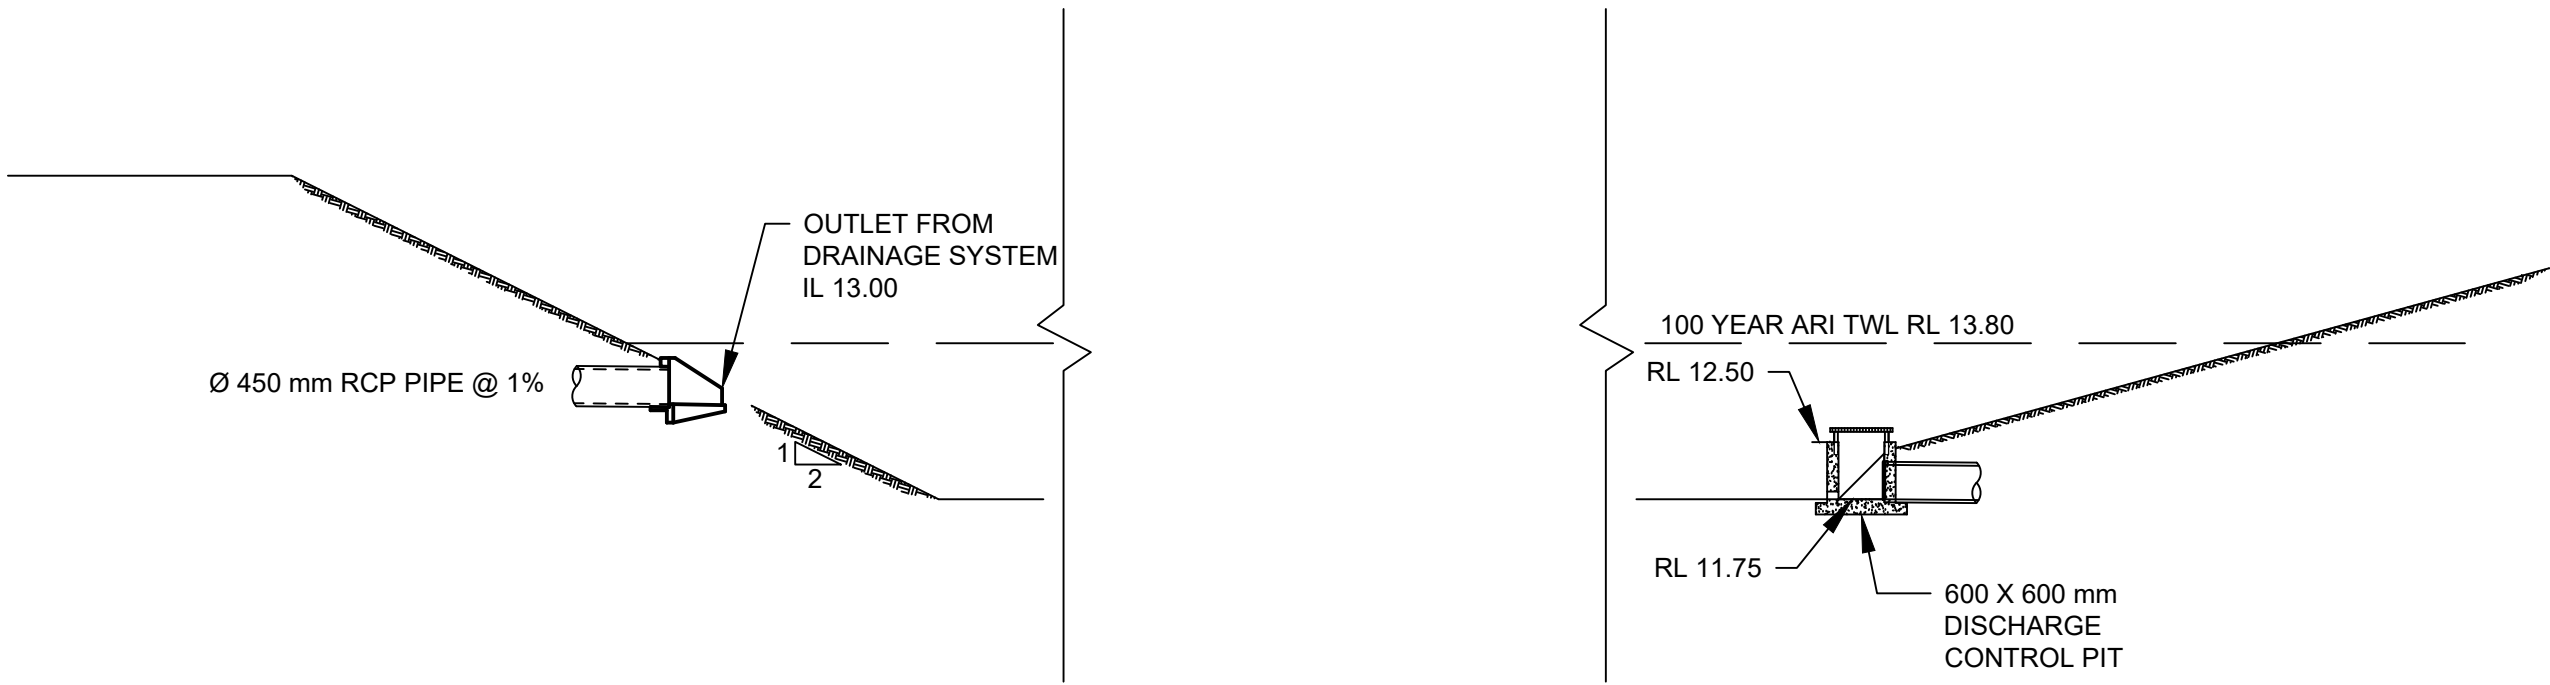 OUTLET FROM
DRAINAGE SYSTEM
IL 13.00
Ø 450 mm RCP PIPE @ 1%
1
2
100 YEAR ARI TWL RL 13.80
RL 12.50
RL 11.75
600 X 600 mm
DISCHARGE
CONTROL PIT